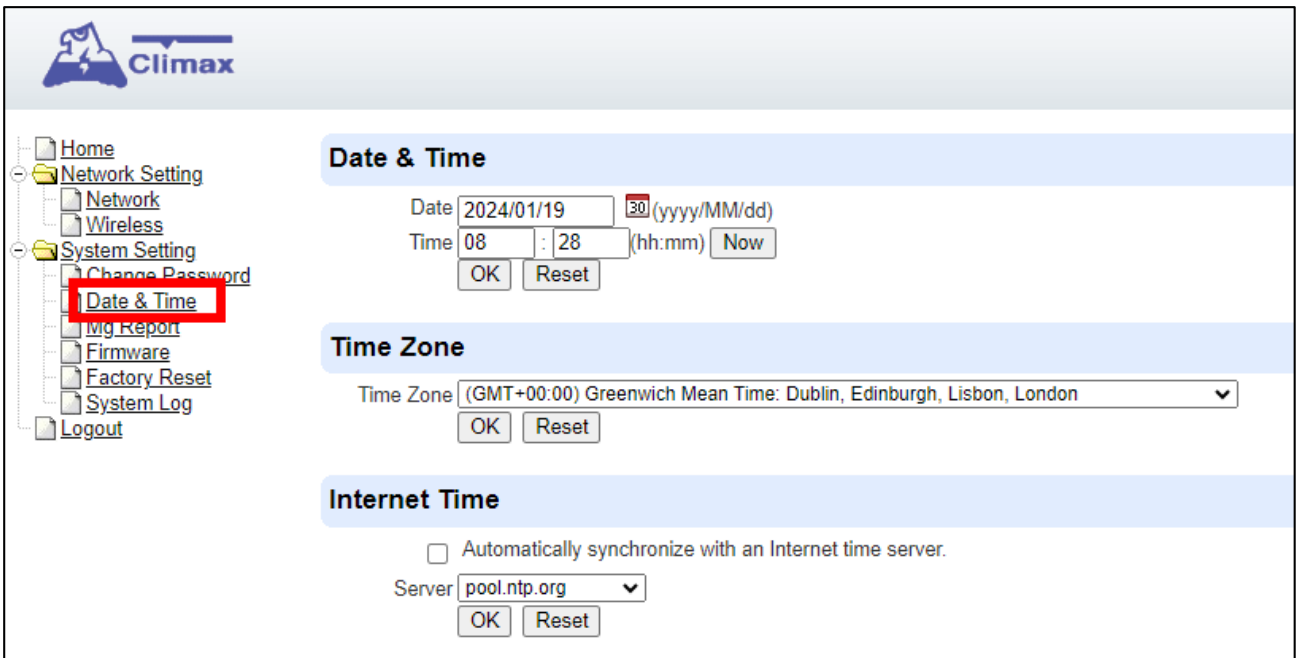 Climax
Home
Network Setting
Network
Wireless
System Setting
Change Password
Date & Time
Mg Report
Firmware
Factory Reset
System Log
Logout
Date & Time
Date 2024/01/19 30 (yyyy/MM/dd)
Time 08 : 28 (hh:mm) Now
OK Reset
Time Zone
Time Zone (GMT+00:00) Greenwich Mean Time: Dublin, Edinburgh, Lisbon, London
OK Reset
Internet Time
Automatically synchronize with an Internet time server.
Server pool.ntp.org
OK Reset